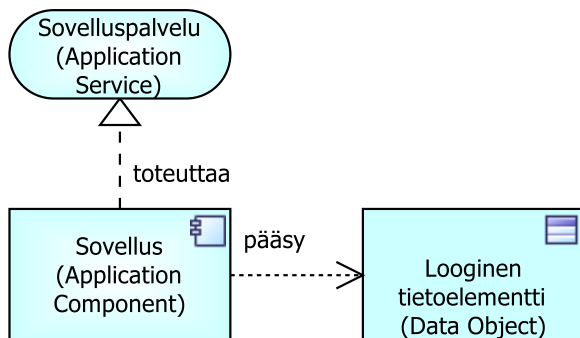 Sovelluspalvelu
(Application
Service)
toteuttaa
Sovellus
(Application
Component)
pääsy
Looginen
tietoelementti
(Data Object)